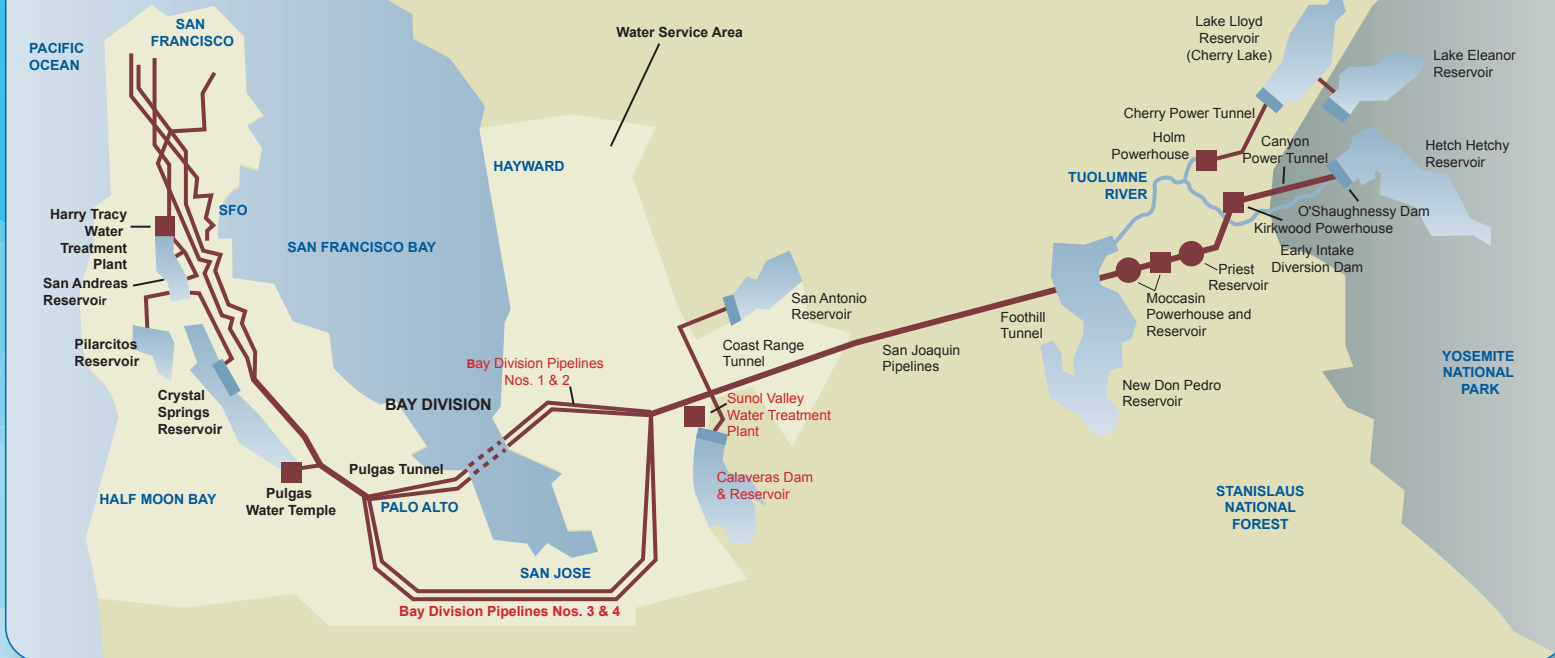 SAN
FRANCISCO
PACIFIC
OCEAN
Water Service Area
Lake Lloyd
Reservoir
(Cherry Lake)
Lake Eleanor
Reservoir
Cherry Power Tunnel
Holm
Powerhouse
Canyon
Power Tunnel
Hetch Hetchy
Reservoir
HAYWARD
TUOLUMNE
RIVER
SFO
Harry Tracy
Water
Treatment
Plant
SAN FRANCISCO BAY
O'Shaughnessy Dam
Kirkwood Powerhouse
Early Intake
Diversion Dam
Priest
Reservoir
San Andreas
Reservoir
San Antonio
Reservoir
Moccasin
Powerhouse and
Reservoir
Foothill
Tunnel
Pilarcitos
Reservoir
Coast Range
Tunnel
San Joaquin
Pipelines
Bay Division Pipelines
Nos. 1 & 2
YOSEMITE
NATIONAL
PARK
New Don Pedro
Reservoir
Crystal
Springs
Reservoir
BAY DIVISION
Sunol Valley
Water Treatment
Plant
Pulgas Tunnel
Calaveras Dam
& Reservoir
HALF MOON BAY
Pulgas
Water Temple
PALO ALTO
STANISLAUS
NATIONAL
FOREST
SAN JOSE
Bay Division Pipelines Nos. 3 & 4